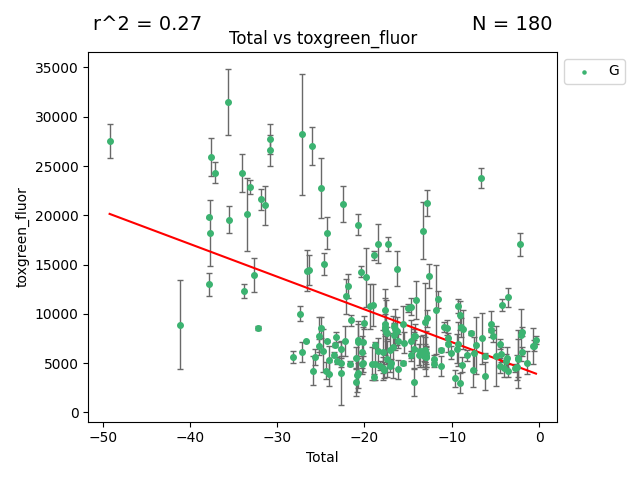 r^2 = 0.27
N = 180
Total vs toxgreen_fluor
G
toxgreen_fluor
35000
30000
25000
20000
15000
10000
5000
0
−50
−40
−30
−20
−10
0
Total